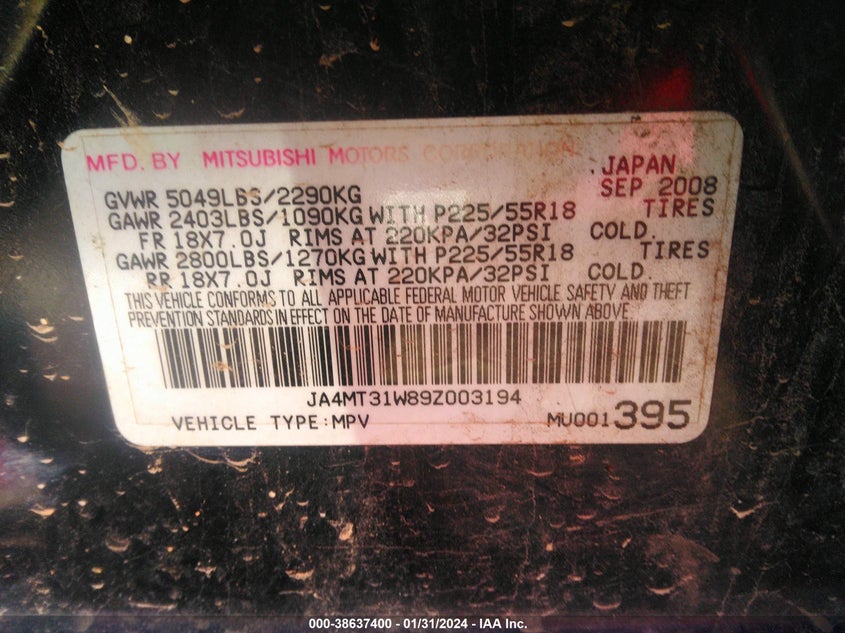 MFD. BY MITSUBISHI MOTORS CORPORATION JAPAN
GVWR 5049LBS/2290KG SEP 2008
GAWR 2403LBS/1090KG WITH P225/55R18 TIRES
FR 18X7.0J RIMS AT 220KPA/32PSI COLD.
GAWR 2800LBS/1270KG WITH P225/55R18 TIRES
RR 18X7.0J RIMS AT 220KPA/32PSI COLD.
THIS VEHICLE CONFORMS TO ALL APPLICABLE FEDERAL MOTOR VEHICLE SAFETY AND THEFT
PREVENTION STANDARDS IN EFFECT ON THE DATE OF MANUFACTURE SHOWN ABOVE.
JA4MT31W89Z003194
VEHICLE TYPE:MPV MU001395
000-38637400 - 01/31/2024 - IAA Inc.